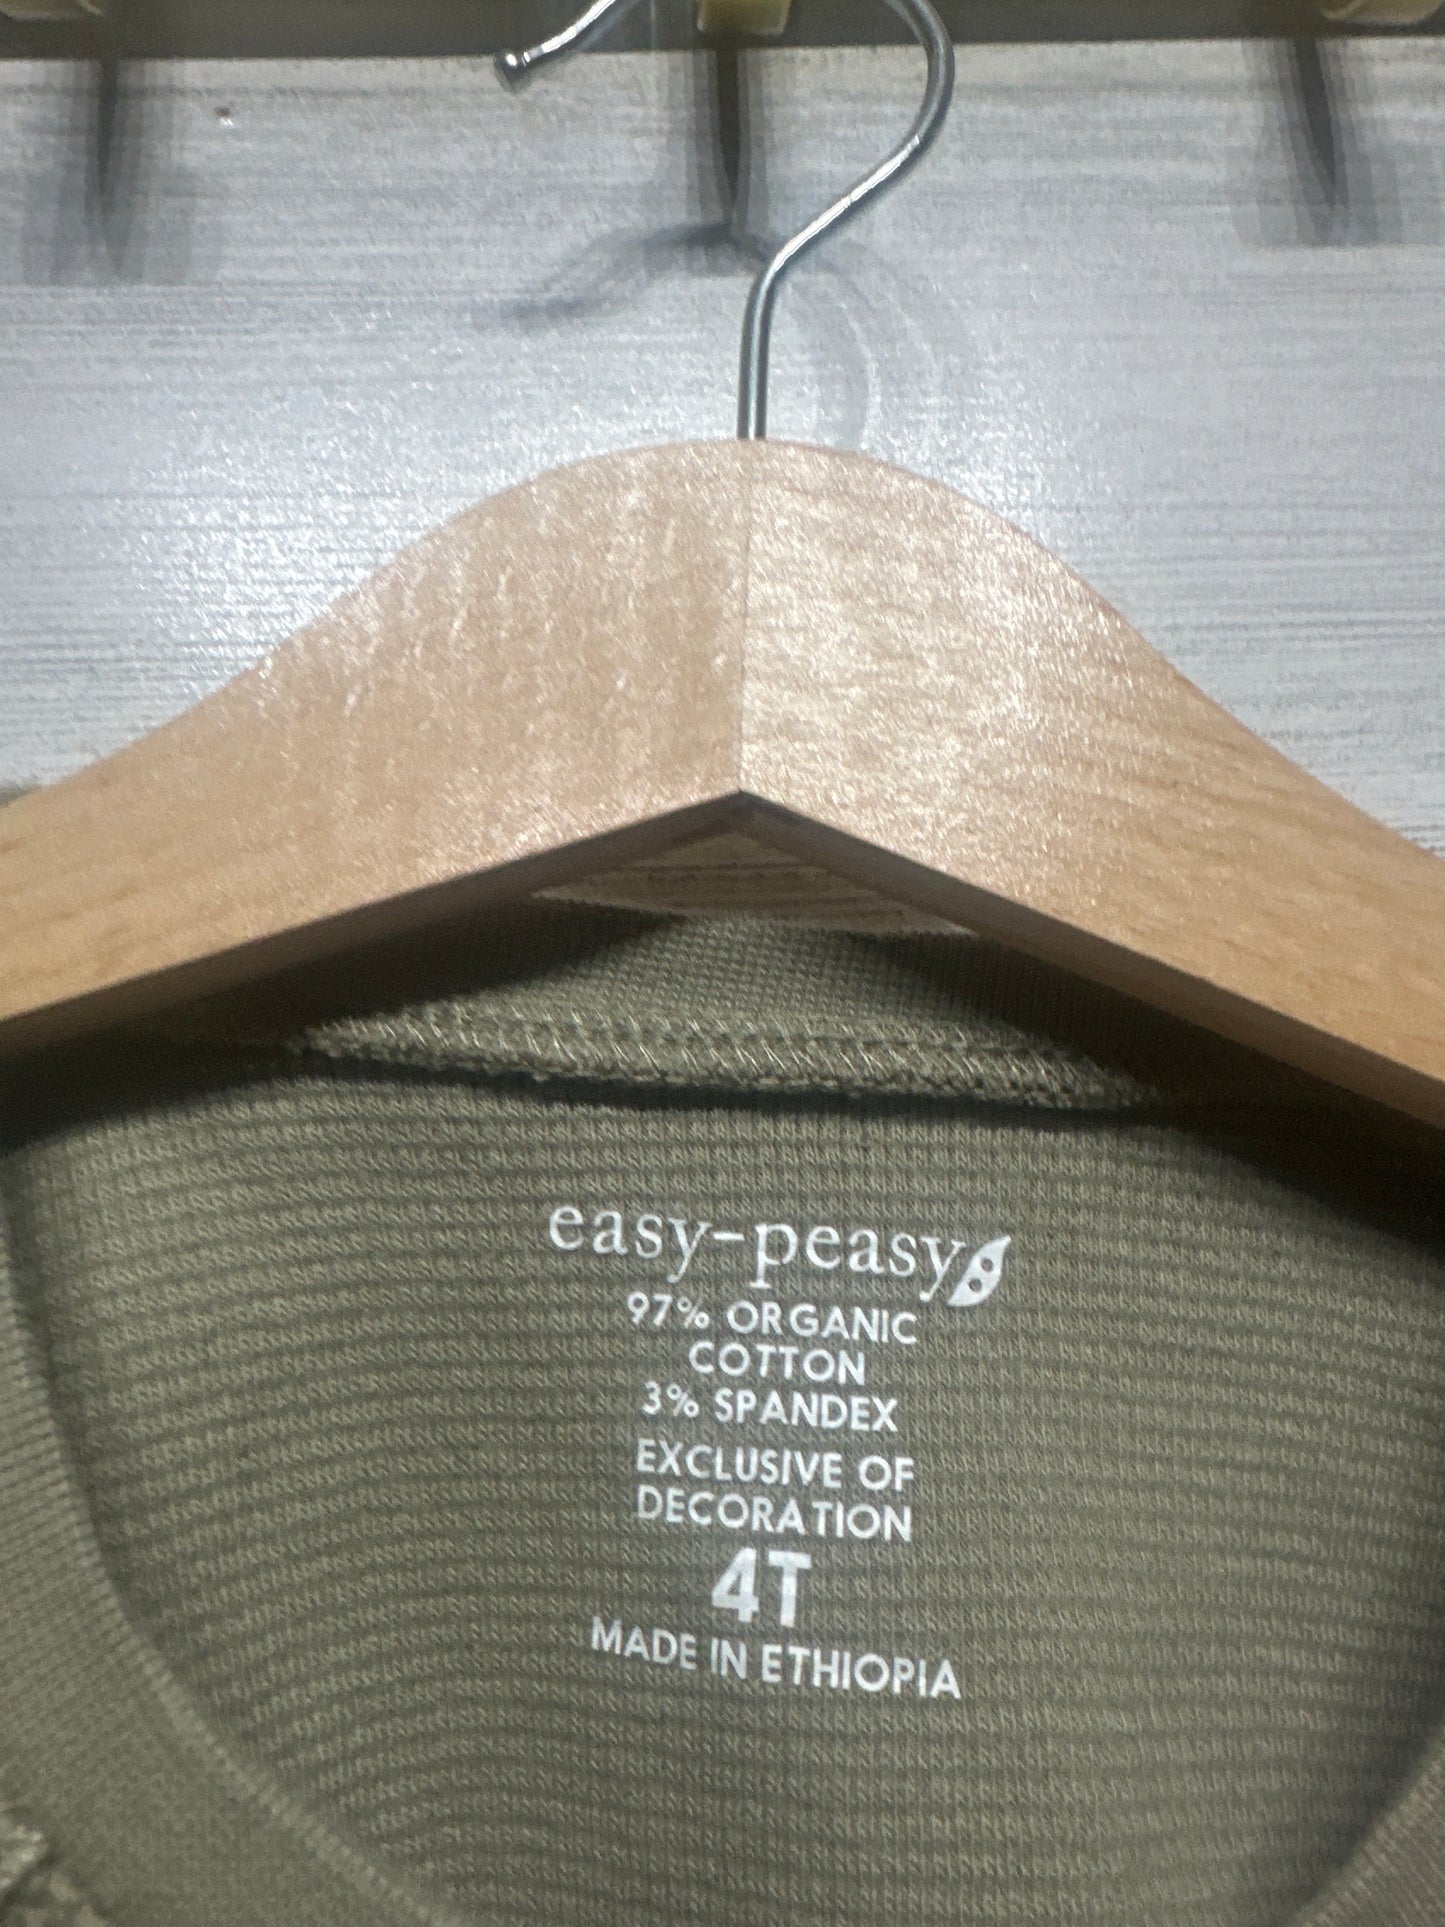 easy-peasy
97% ORGANIC
COTTON
3% SPANDEX
EXCLUSIVE OF
DECORATION
4T
MADE IN ETHIOPIA